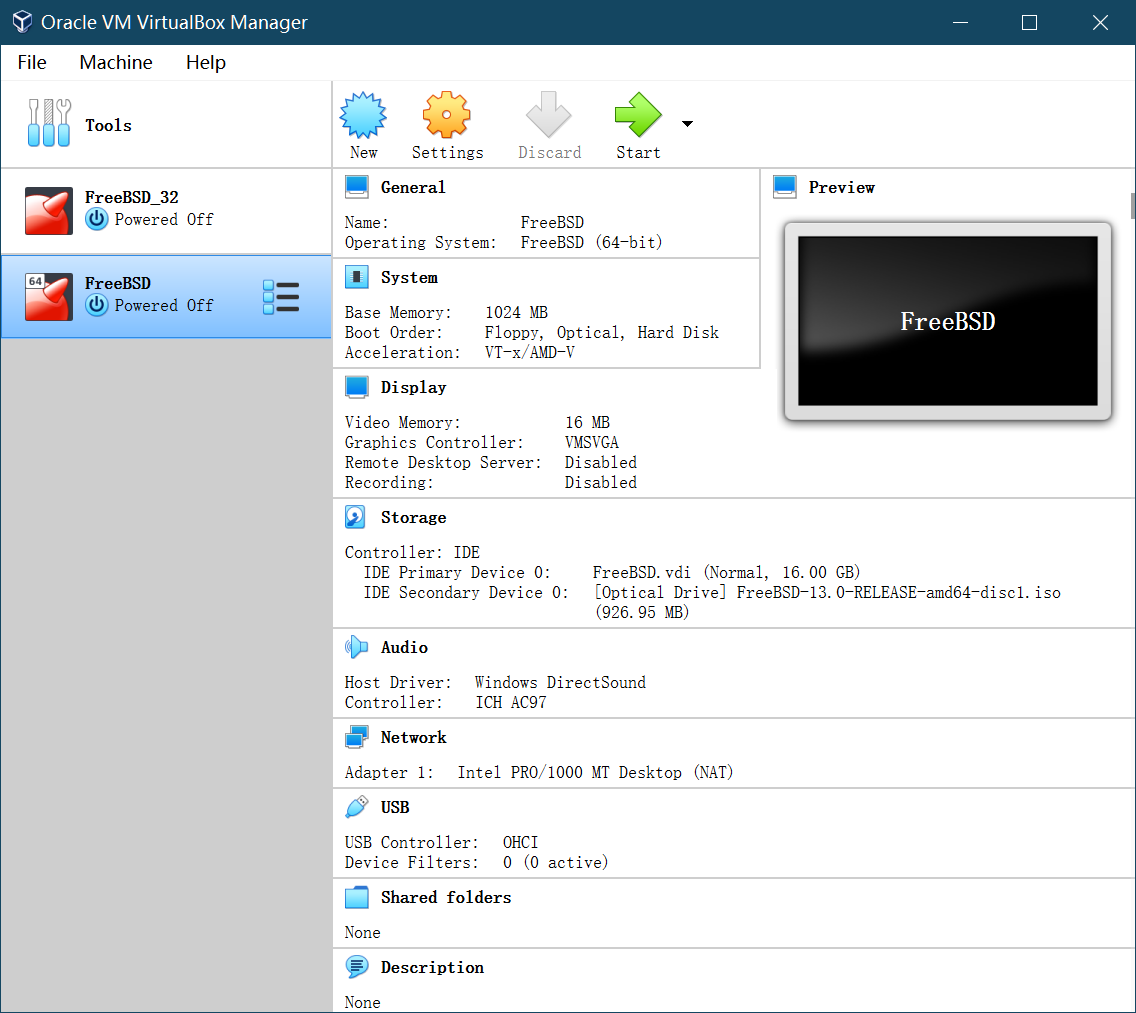 Oracle VM VirtualBox Manager
File Machine Help
Tools
New Settings Discard Start
FreeBSD_32
Powered Off
64
FreeBSD
Powered Off
General
Name: FreeBSD
Operating System: FreeBSD (64-bit)
System
Base Memory: 1024 MB
Boot Order: Floppy, Optical, Hard Disk
Acceleration: VT-x/AMD-V
Preview
FreeBSD
Display
Video Memory: 16 MB
Graphics Controller: VMSVGA
Remote Desktop Server: Disabled
Recording: Disabled
Storage
Controller: IDE
IDE Primary Device 0: FreeBSD.vdi (Normal, 16.00 GB)
IDE Secondary Device 0: [Optical Drive] FreeBSD-13.0-RELEASE-amd64-disc1.iso
(926.95 MB)
Audio
Host Driver: Windows DirectSound
Controller: ICH AC97
Network
Adapter 1: Intel PRO/1000 MT Desktop (NAT)
USB
USB Controller: OHCI
Device Filters: 0 (0 active)
Shared folders
None
Description
None